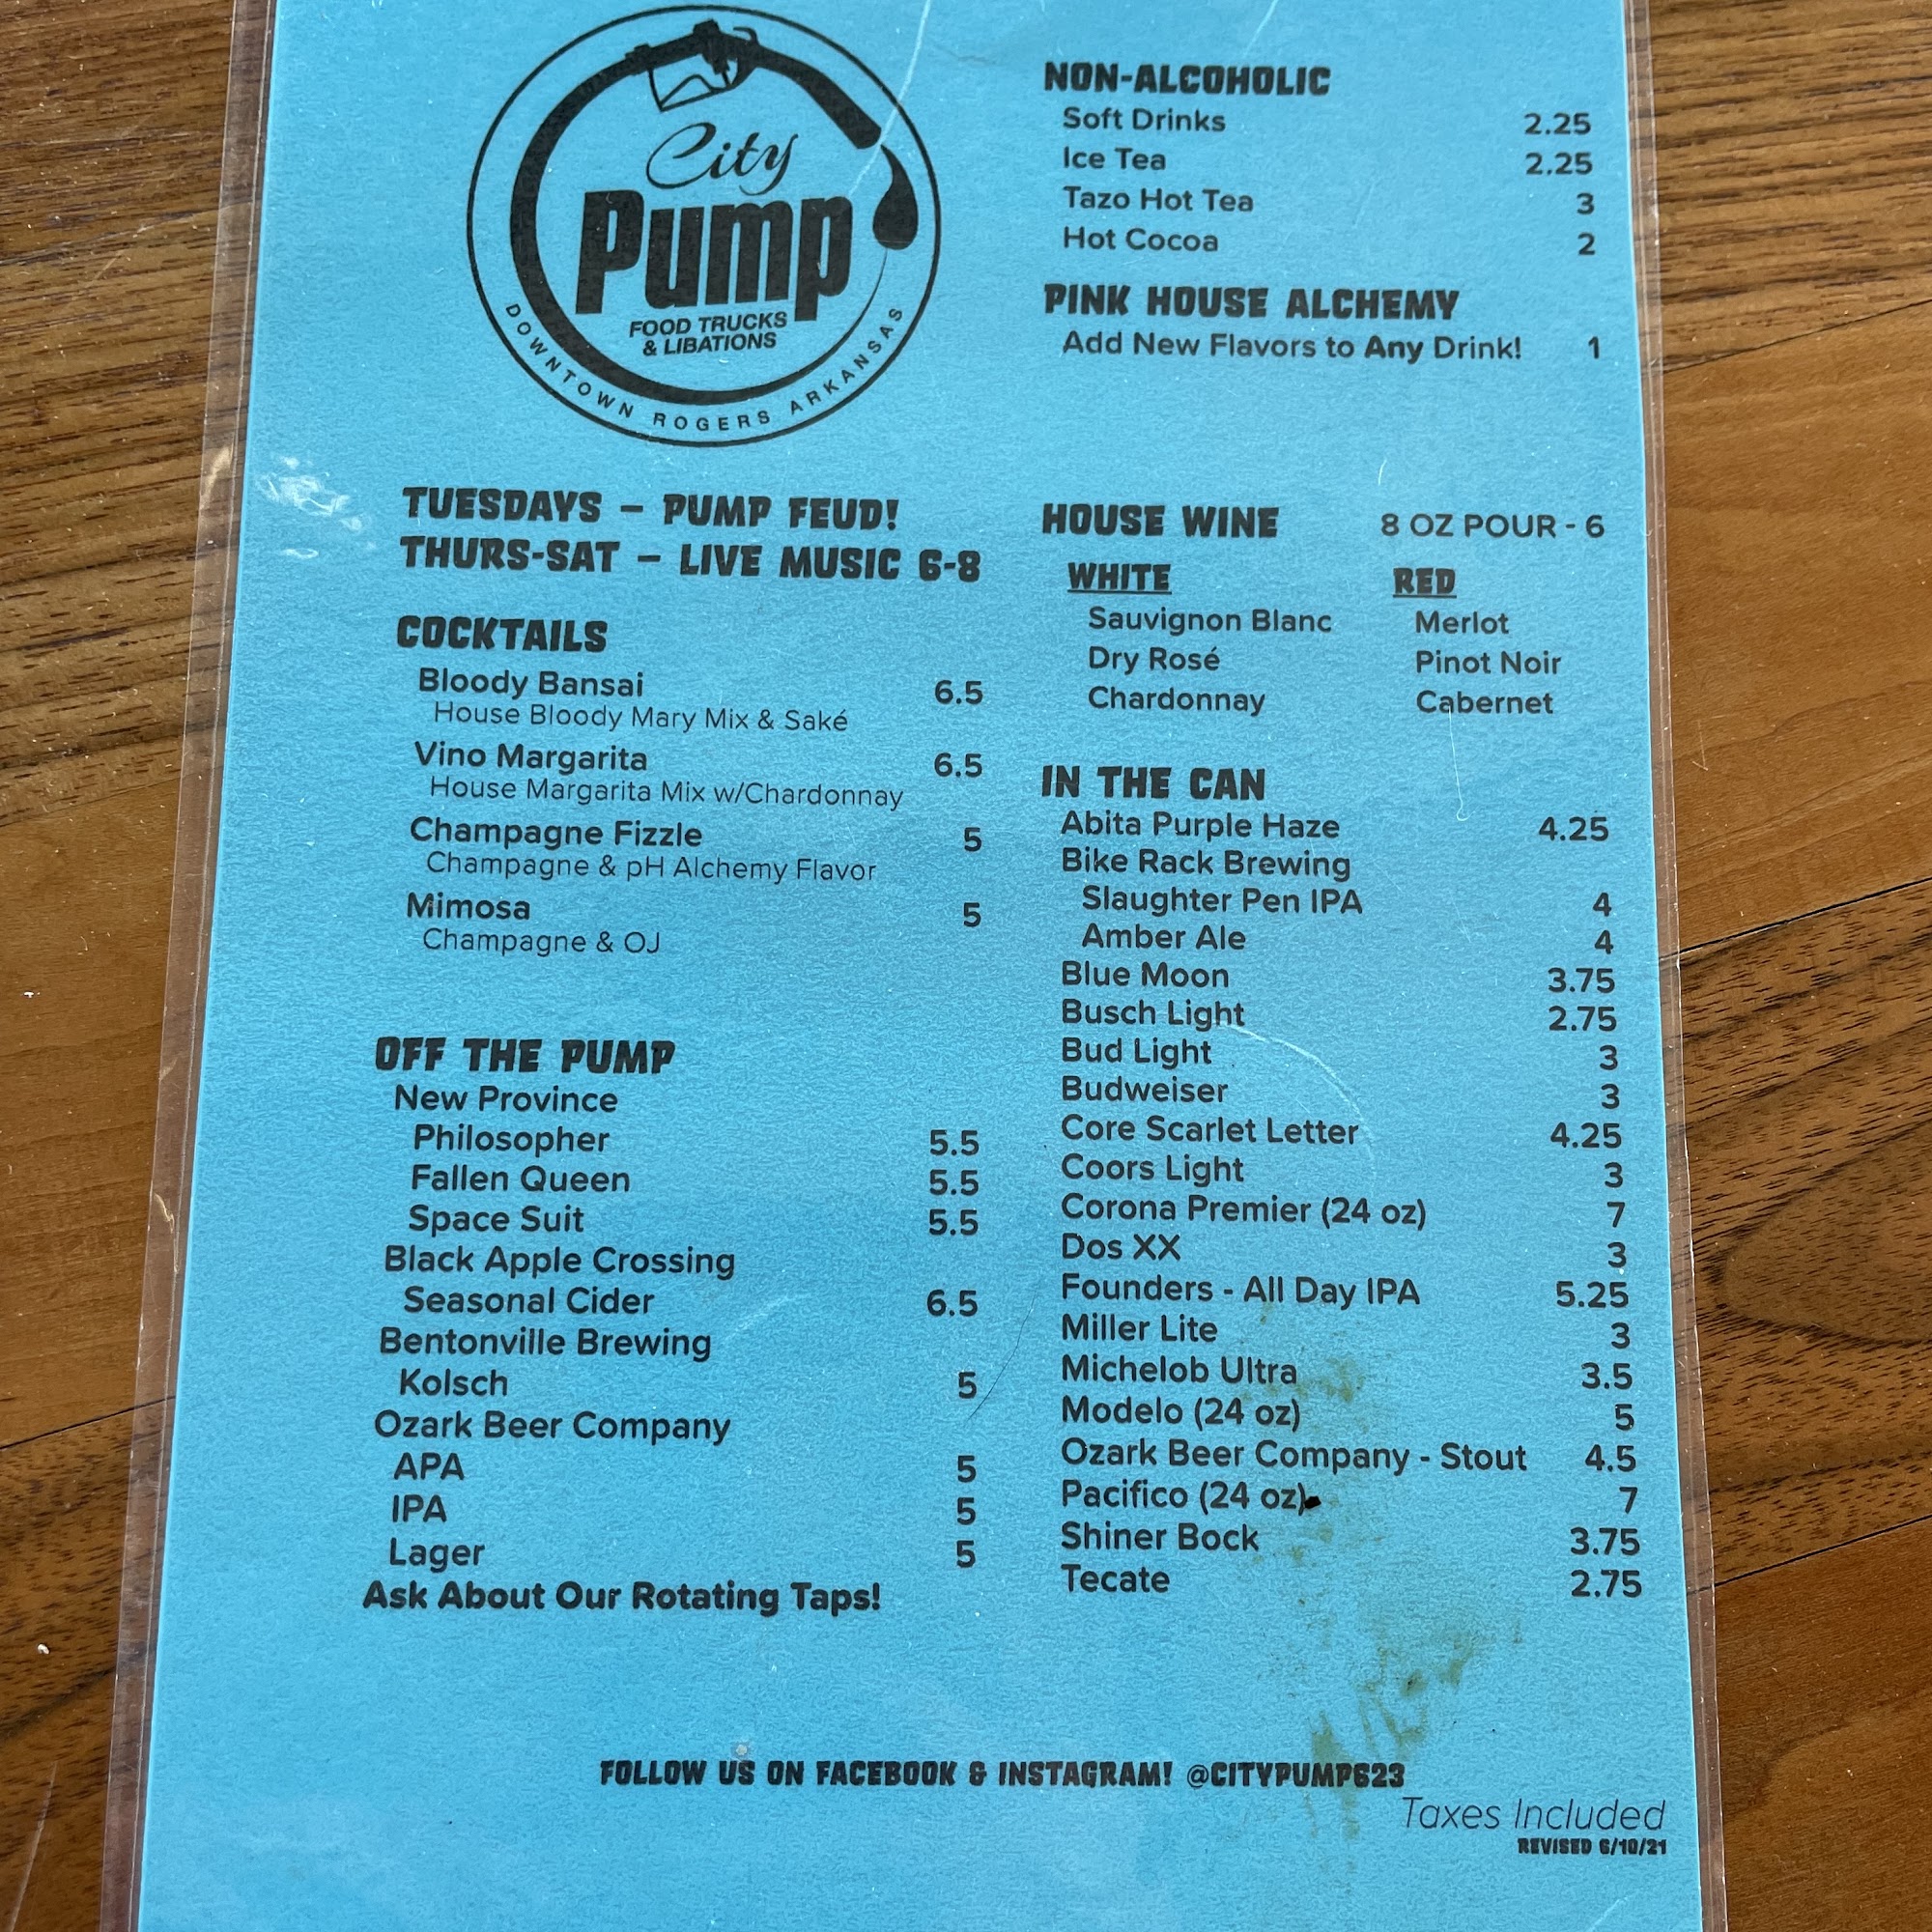 City
Pump
FOOD TRUCKS
& LIBATIONS
DOWNTOWN ROGERS ARKANSAS
TUESDAYS – PUMP FEUD!
THURS-SAT – LIVE MUSIC 6-8
COCKTAILS
Bloody Bansai 6.5
House Bloody Mary Mix & Saké
Vino Margarita 6.5
House Margarita Mix w/Chardonnay
Champagne Fizzle 5
Champagne & pH Alchemy Flavor
Mimosa 5
Champagne & OJ
OFF THE PUMP
New Province
Philosopher 5.5
Fallen Queen 5.5
Space Suit 5.5
Black Apple Crossing
Seasonal Cider 6.5
Bentonville Brewing
Kolsch 5
Ozark Beer Company
APA 5
IPA 5
Lager 5
Ask About Our Rotating Taps!
NON-ALCOHOLIC
Soft Drinks 2.25
Ice Tea 2.25
Tazo Hot Tea 3
Hot Cocoa 2
PINK HOUSE ALCHEMY
Add New Flavors to Any Drink! 1
HOUSE WINE 8 OZ POUR - 6
WHITE RED
Sauvignon Blanc Merlot
Dry Rosé Pinot Noir
Chardonnay Cabernet
IN THE CAN
Abita Purple Haze 4.25
Bike Rack Brewing
Slaughter Pen IPA 4
Amber Ale 4
Blue Moon 3.75
Busch Light 2.75
Bud Light 3
Budweiser 3
Core Scarlet Letter 4.25
Coors Light 3
Corona Premier (24 oz) 7
Dos XX 3
Founders - All Day IPA 5.25
Miller Lite 3
Michelob Ultra 3.5
Modelo (24 oz) 5
Ozark Beer Company - Stout 4.5
Pacifico (24 oz) 7
Shiner Bock 3.75
Tecate 2.75
FOLLOW US ON FACEBOOK & INSTAGRAM! @CITYPUMP623
Taxes Included
REVISED 6/10/21